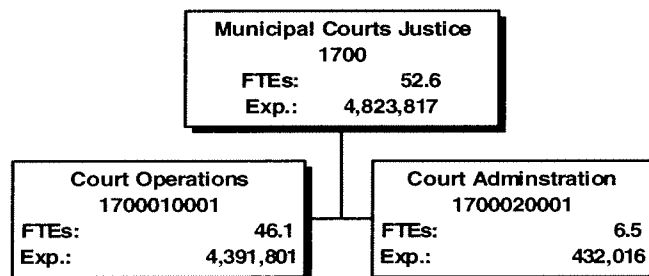 Municipal Courts Justice
1700
FTEs: 52.6
Exp.: 4,823,817
Court Operations
1700010001
FTEs: 46.1
Exp.: 4,391,801
Court Adminstration
1700020001
FTEs: 6.5
Exp.: 432,016